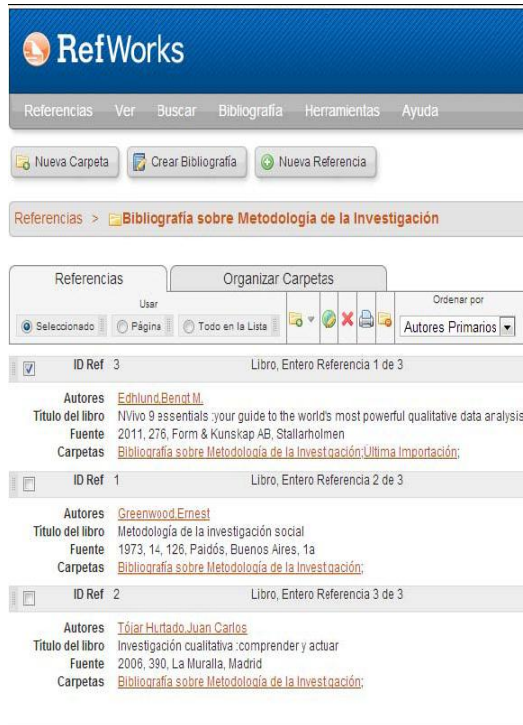 RefWorks
Referencias Ver Buscar Bibliografía Herramientas Ayuda
Nueva Carpeta Crear Bibliografía Nueva Referencia
Referencias > Bibliografía sobre Metodología de la Investigación
Referencias Organizar Carpetas
Usar Ordenar por
Seleccionado Página Todo en la Lista Autores Primarios
ID Ref 3 Libro, Entero Referencia 1 de 3
Autores Edhlund,Bengt M.
Título del libro NVivo 9 essentials :your guide to the world's most powerful qualitative data analysis
Fuente 2011, 276, Form & Kunskap AB, Stallarholmen
Carpetas Bibliografía sobre Metodología de la Investigación;Última Importación;
ID Ref 1 Libro, Entero Referencia 2 de 3
Autores Greenwood,Ernest
Título del libro Metodología de la investigación social
Fuente 1973, 14, 126, Paidós, Buenos Aires, 1a
Carpetas Bibliografía sobre Metodología de la Investigación;
ID Ref 2 Libro, Entero Referencia 3 de 3
Autores Tójar Hurtado,Juan Carlos
Título del libro Investigación cualitativa :comprender y actuar
Fuente 2006, 390, La Muralla, Madrid
Carpetas Bibliografía sobre Metodología de la Investigación;